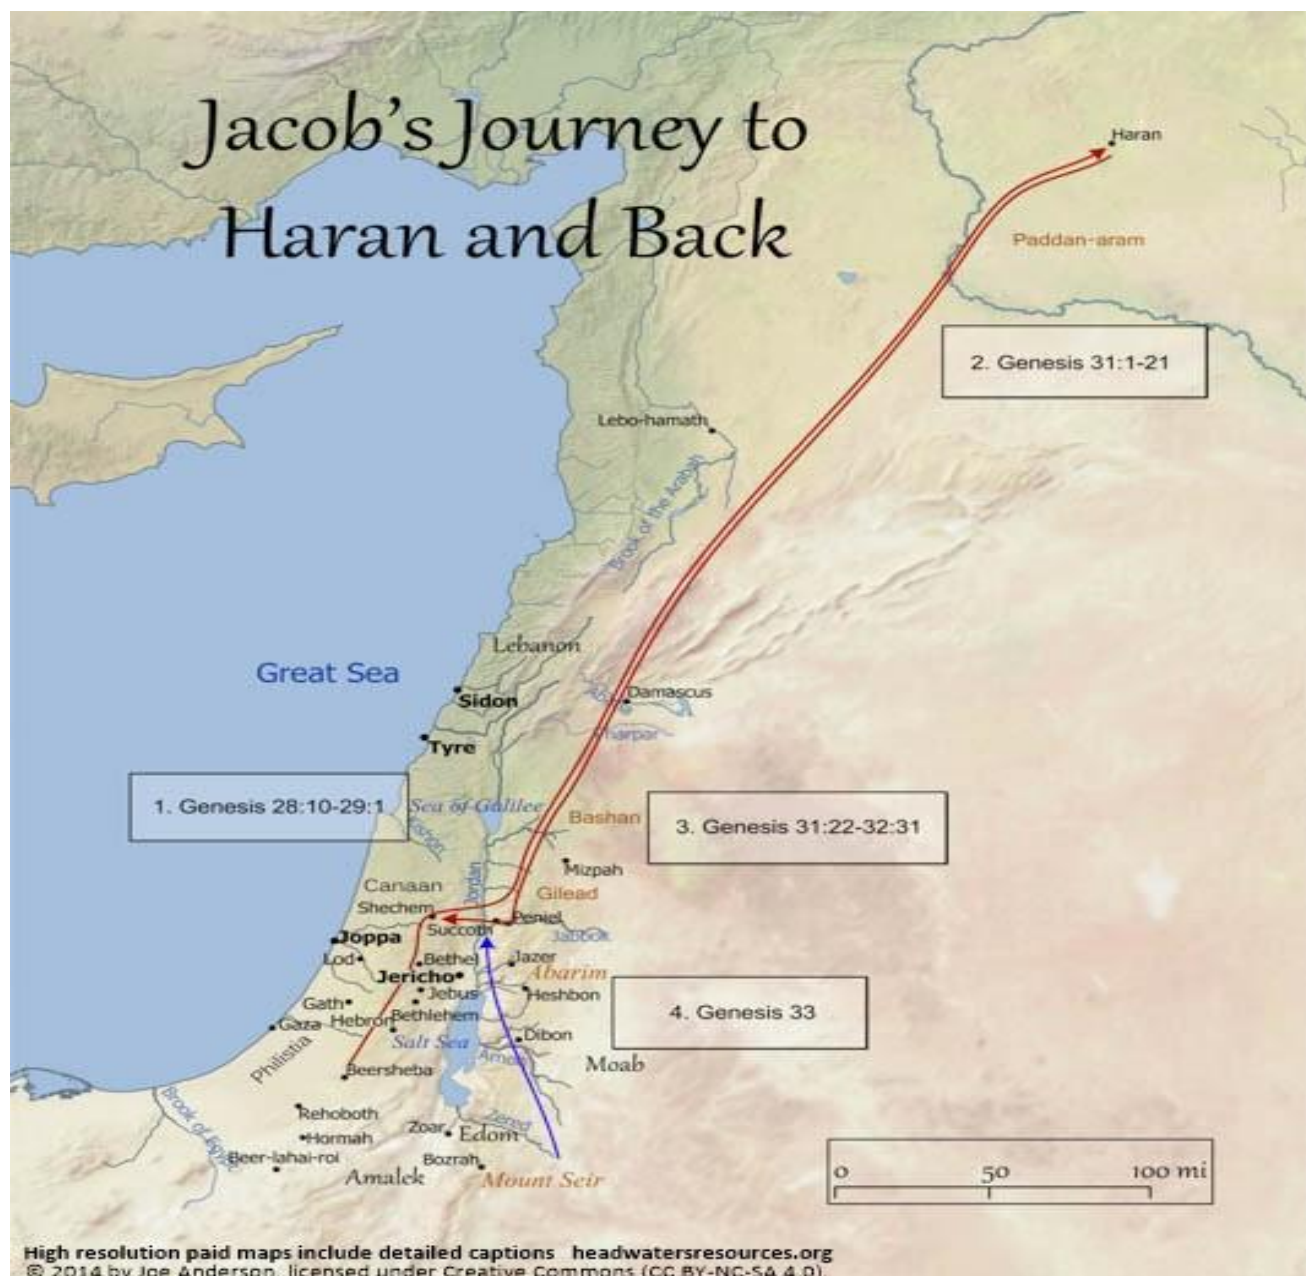 Jacob's Journey to
Haran and Back
Haran
Paddan-aram
2. Genesis 31:1-21
Lebo-hamath
Brook of the Arabah
Lebanon
Great Sea
Sidon
Damascus
Pharpar
Tyre
1. Genesis 28:10-29:1
Sea of Galilee
Bashan
3. Genesis 31:22-32:31
Kishon
Mizpah
Jordan
Canaan
Gilead
Shechem
Peniel
Succoth
Jabbok
Joppa
Lod
Bethel
Jazer
Jericho
Abarim
Jebus
Heshbon
Gath
Bethlehem
4. Genesis 33
Gaza
Hebron
Salt Sea
Dibon
Philistia
Arnon
Moab
Beersheba
Brook of Egypt
Rehoboth
Zered
Hormah
Zoar
Edom
Beer-lahai-roi
Bozrah
Amalek
Mount Seir
0 50 100 mi
High resolution paid maps include detailed captions headwatersresources.org
© 2014 by Joe Anderson, licensed under Creative Commons (CC BY-NC-SA 4.0).